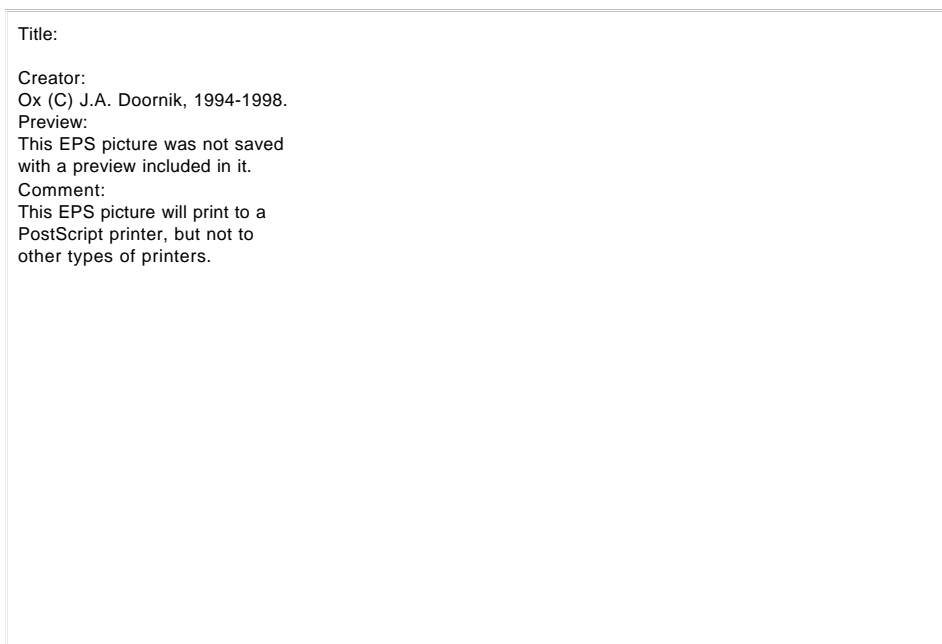 Title:
Creator:
Ox (C) J.A. Doornik, 1994-1998.
Preview:
This EPS picture was not saved
with a preview included in it.
Comment:
This EPS picture will print to a
PostScript printer, but not to
other types of printers.